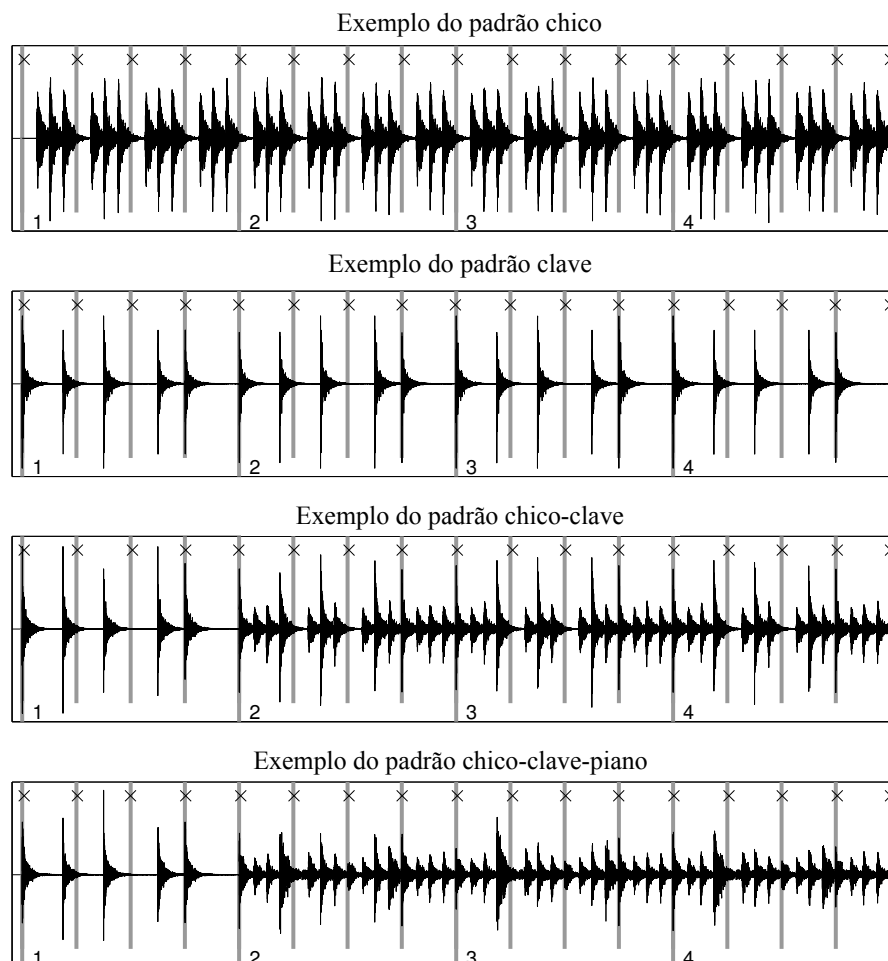 Exemplo do padrão chico
1 2 3 4
Exemplo do padrão clave
1 2 3 4
Exemplo do padrão chico-clave
1 2 3 4
Exemplo do padrão chico-clave-piano
1 2 3 4